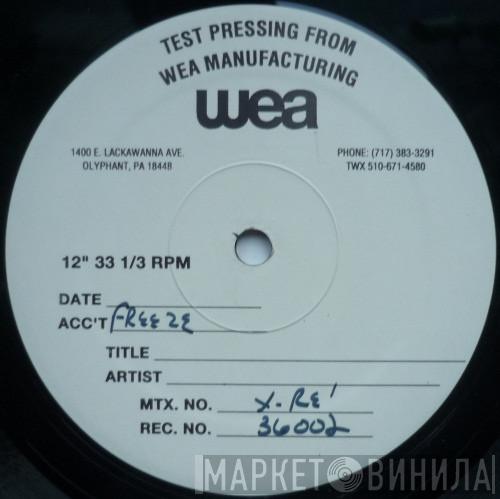 TEST PRESSING FROM
WEA MANUFACTURING
wea
1400 E. LACKAWANNA AVE.
OLYPHANT, PA 18448
PHONE: (717) 383-3291
TWX 510-671-4580
12" 33 1/3 RPM
DATE
ACC'T FREEZE
TITLE
ARTIST
MTX. NO. X-RE'
REC. NO. 36002
МАРКЕТ ВИНИЛА